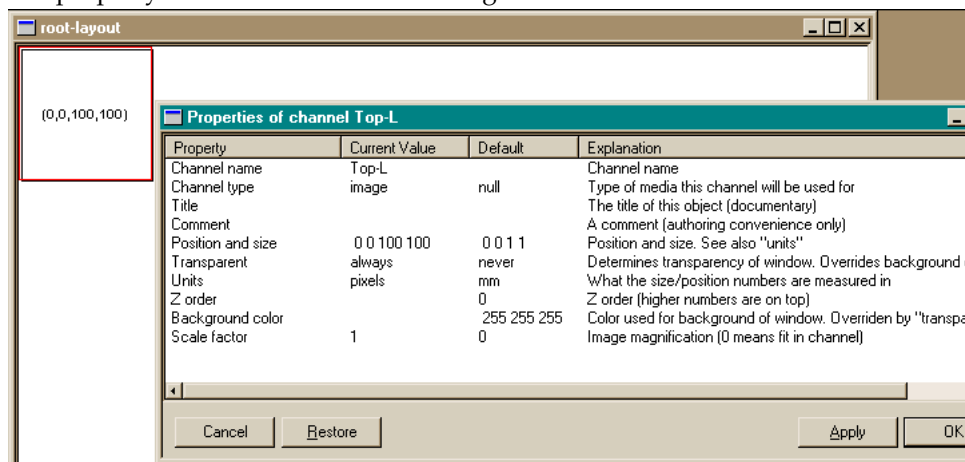 root-layout
(0,0,100,100)
Properties of channel Top-L
Property Current Value Default Explanation
Channel name Top-L Channel name
Channel type image null Type of media this channel will be used for
Title The title of this object (documentary)
Comment A comment (authoring convenience only)
Position and size 0 0 100 100 0 0 1 1 Position and size. See also "units"
Transparent always never Determines transparency of window. Overrides background
Units pixels mm What the size/position numbers are measured in
Z order 0 Z order (higher numbers are on top)
Background color 255 255 255 Color used for background of window. Overriden by "transpa
Scale factor 1 0 Image magnification (0 means fit in channel)
Cancel Restore Apply OK